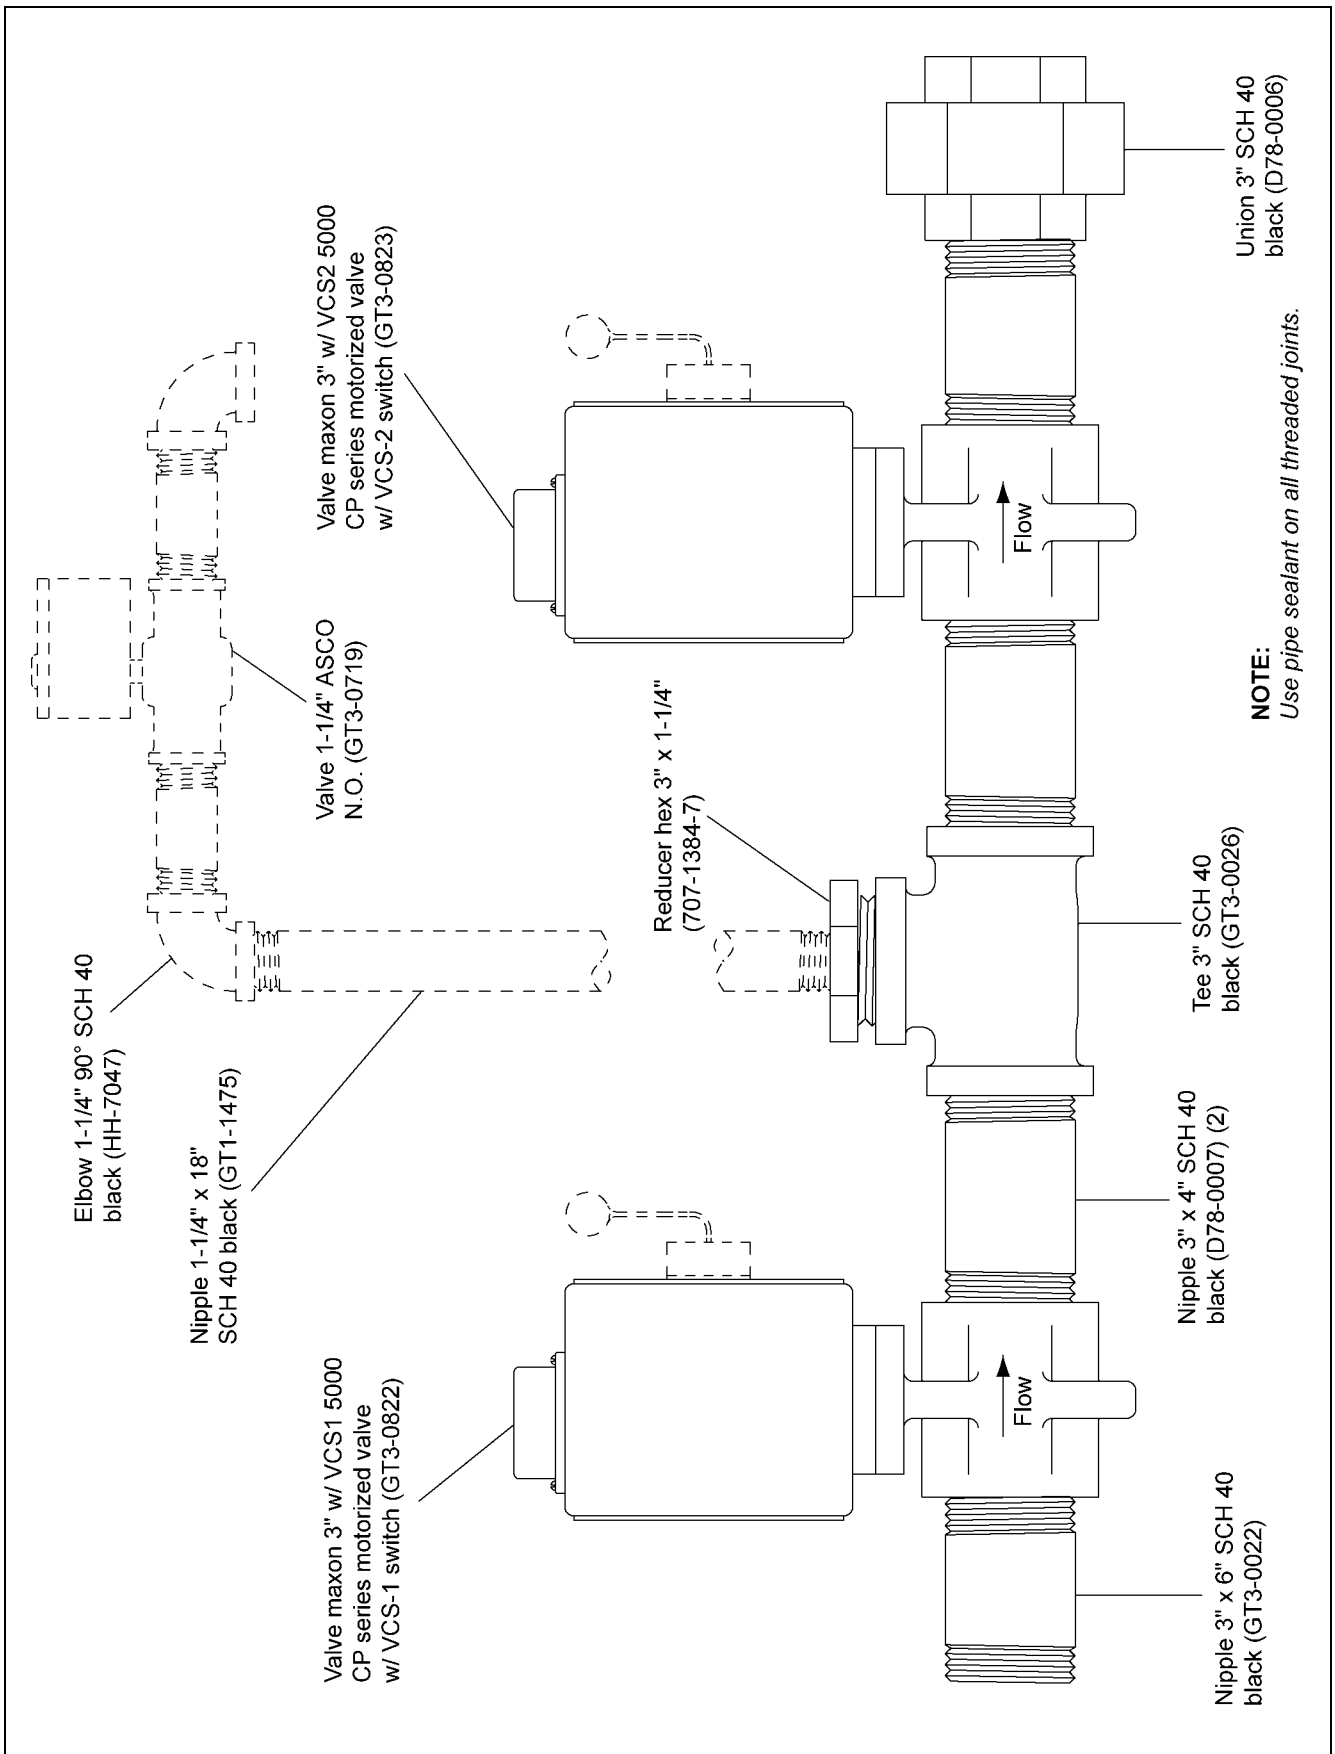 Elbow 1-1/4" 90° SCH 40
black (HH-7047)
Nipple 1-1/4" x 18"
SCH 40 black (GT1-1475)
Valve 1-1/4" ASCO
N.O. (GT3-0719)
Valve maxon 3" w/ VCS1 5000
CP series motorized valve
w/ VCS-1 switch (GT3-0822)
Valve maxon 3" w/ VCS2 5000
CP series motorized valve
w/ VCS-2 switch (GT3-0823)
Reducer hex 3" x 1-1/4"
(707-1384-7)
Flow
Flow
Nipple 3" x 6" SCH 40
black (GT3-0022)
Nipple 3" x 4" SCH 40
black (D78-0007) (2)
Tee 3" SCH 40
black (GT3-0026)
Union 3" SCH 40
black (D78-0006)
NOTE:
Use pipe sealant on all threaded joints.